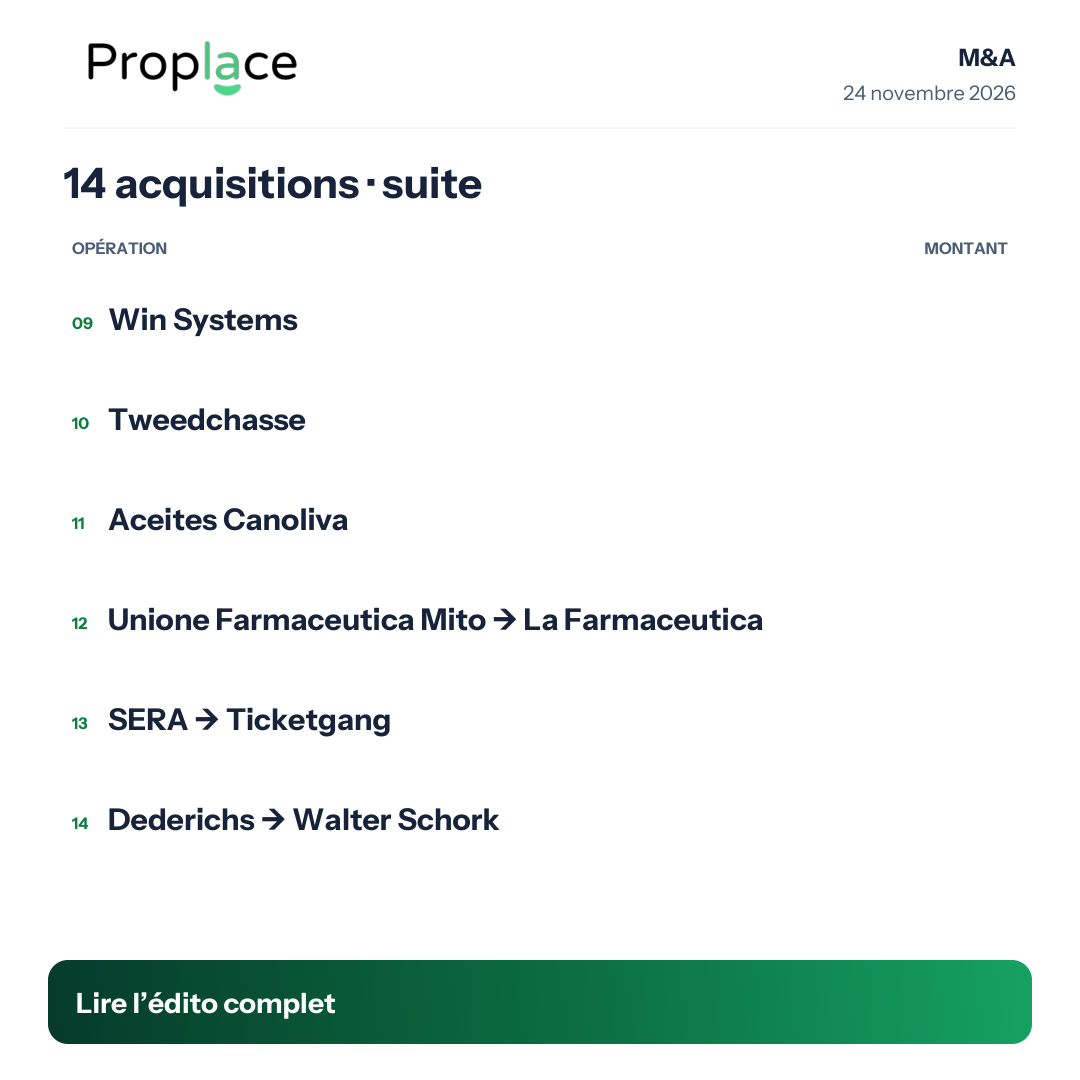 Proplace
M&A
24 novembre 2026
14 acquisitions · suite
OPÉRATION MONTANT
09 Win Systems
10 Tweedchasse
11 Aceites Canoliva
12 Unione Farmaceutica Mito → La Farmaceutica
13 SERA → Ticketgang
14 Dederichs → Walter Schork
Lire l’édito complet